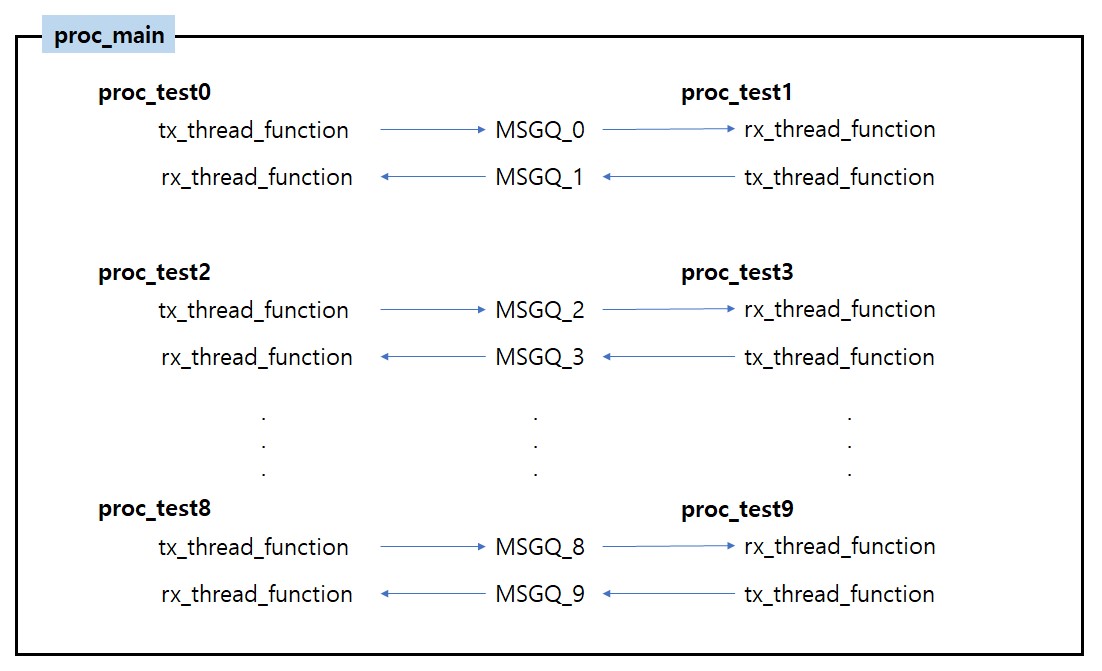 proc_main
proc_test0 proc_test1
tx_thread_function MSGQ_0 rx_thread_function
rx_thread_function MSGQ_1 tx_thread_function
proc_test2 proc_test3
tx_thread_function MSGQ_2 rx_thread_function
rx_thread_function MSGQ_3 tx_thread_function
. . .
. . .
. . .
proc_test8 proc_test9
tx_thread_function MSGQ_8 rx_thread_function
rx_thread_function MSGQ_9 tx_thread_function